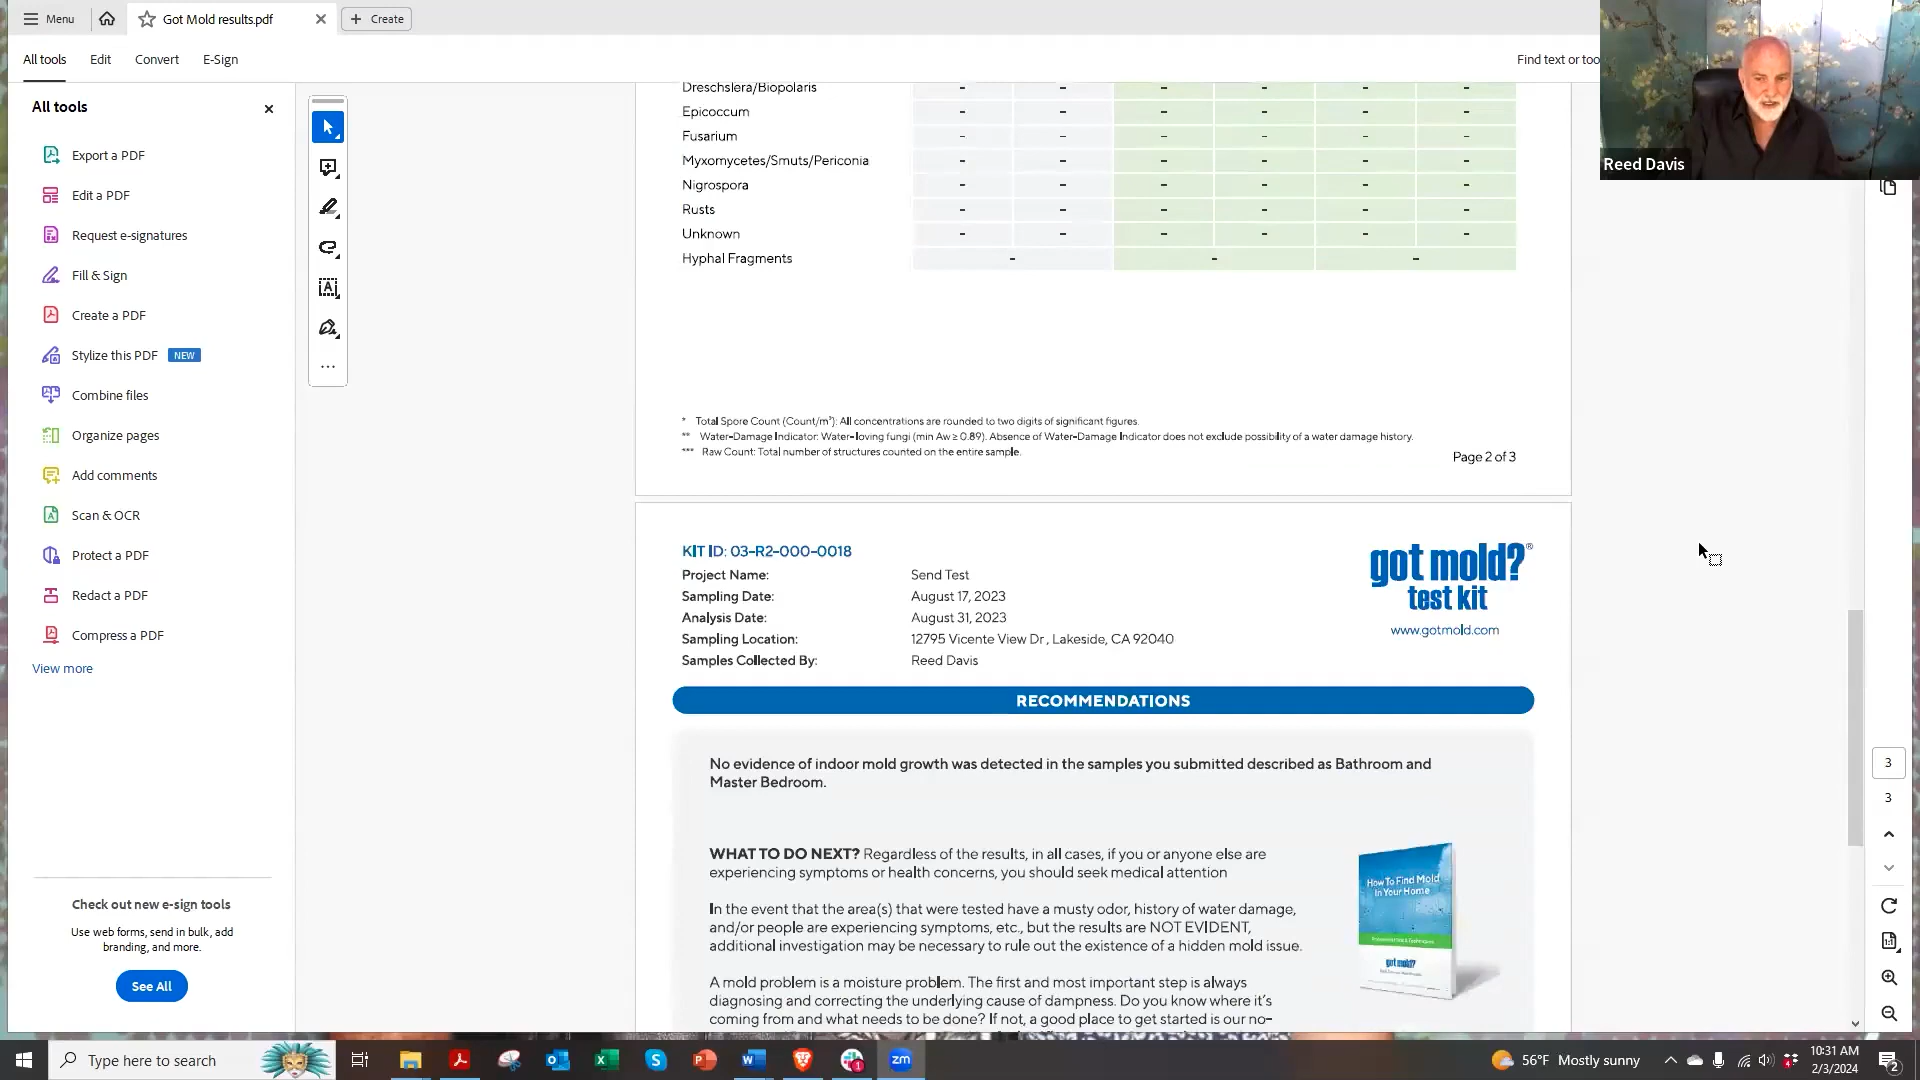 Menu
Got Mold results.pdf
Create
All tools
Edit
Convert
E-Sign
Find text or too
Reed Davis
All tools
Export a PDF
Edit a PDF
Request e-signatures
Fill & Sign
Create a PDF
Stylize this PDF NEW
Combine files
Organize pages
Add comments
Scan & OCR
Protect a PDF
Redact a PDF
Compress a PDF
View more
Check out new e-sign tools
Use web forms, send in bulk, add
branding, and more.
See All
Dreschslera/Biopolaris - - - - - -
Epicoccum - - - - - -
Fusarium - - - - - -
Myxomycetes/Smuts/Periconia - - - - - -
Nigrospora - - - - - -
Rusts - - - - - -
Unknown - - - - - -
Hyphal Fragments - - -
* Total Spore Count (Count/m³): All concentrations are rounded to two digits of significant figures.
** Water-Damage Indicator: Water-loving fungi (min Aw ≥ 0.89). Absence of Water-Damage Indicator does not exclude possibility of a water damage history.
*** Raw Count: Total number of structures counted on the entire sample.
Page 2 of 3
KIT ID: 03-R2-000-0018
Project Name: Send Test
Sampling Date: August 17, 2023
Analysis Date: August 31, 2023
Sampling Location: 12795 Vicente View Dr , Lakeside, CA 92040
Samples Collected By: Reed Davis
got mold?®
test kit
www.gotmold.com
RECOMMENDATIONS
No evidence of indoor mold growth was detected in the samples you submitted described as Bathroom and
Master Bedroom.
WHAT TO DO NEXT? Regardless of the results, in all cases, if you or anyone else are
experiencing symptoms or health concerns, you should seek medical attention
In the event that the area(s) that were tested have a musty odor, history of water damage,
and/or people are experiencing symptoms, etc., but the results are NOT EVIDENT,
additional investigation may be necessary to rule out the existence of a hidden mold issue.
A mold problem is a moisture problem. The first and most important step is always
diagnosing and correcting the underlying cause of dampness. Do you know where it's
coming from and what needs to be done? If not, a good place to get started is our no-
How To Find Mold
In Your Home
got mold?
3
3
Type here to search
56°F Mostly sunny
10:31 AM
2/3/2024